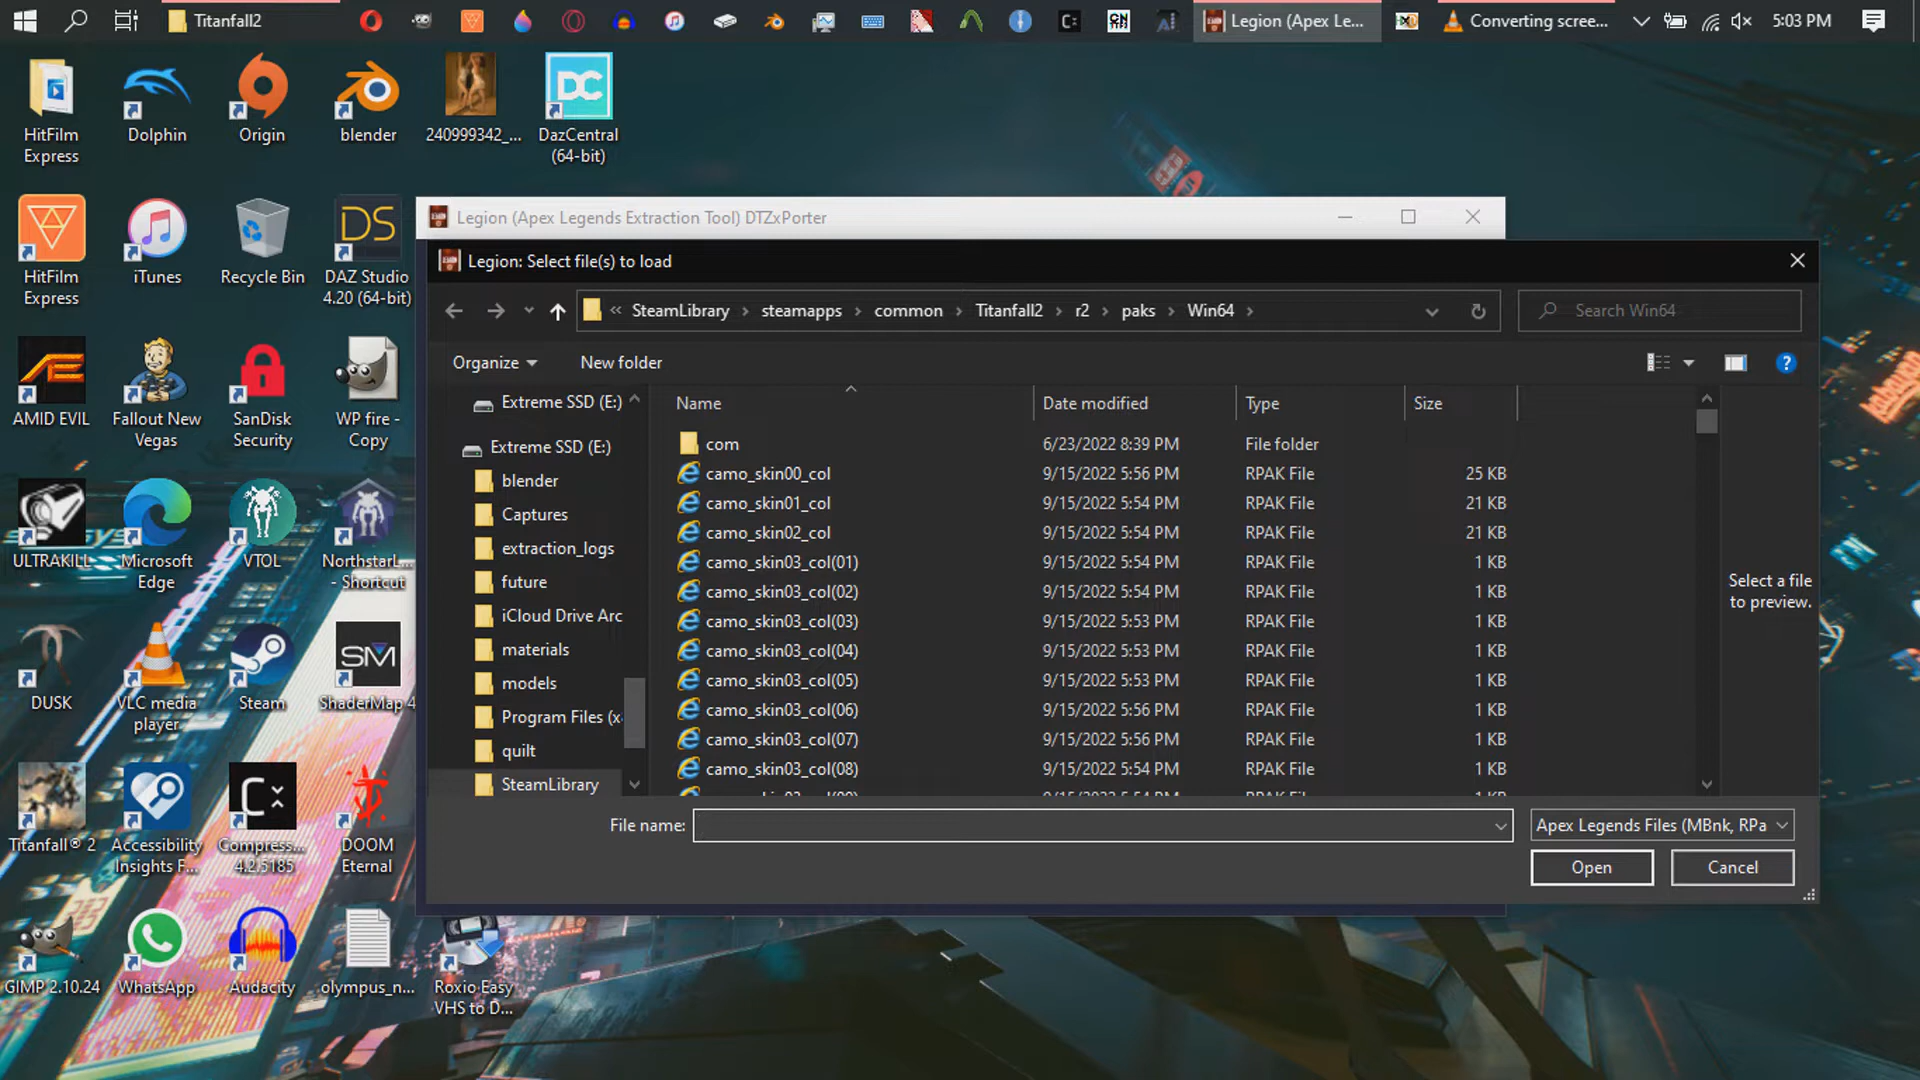 Titanfall2
Legion (Apex Le...
Converting scree...
5:03 PM
HitFilm
Express
Dolphin
Origin
blender
240999342_...
DazCentral
(64-bit)
HitFilm
Express
iTunes
Recycle Bin
DAZ Studio
4.20 (64-bit)
AMID EVIL
Fallout New
Vegas
SanDisk
Security
WP fire -
Copy
ULTRAKILL
Microsoft
Edge
VTOL
NorthstarL...
- Shortcut
DUSK
VLC media
player
Steam
ShaderMap 4
Titanfall® 2
Accessibility
Insights F...
Compress...
4.2.5185
DOOM
Eternal
GIMP 2.10.24
WhatsApp
Audacity
olympus_n...
Roxio Easy
VHS to D...
Legion (Apex Legends Extraction Tool) DTZxPorter
Legion: Select file(s) to load
« SteamLibrary › steamapps › common › Titanfall2 › r2 › paks › Win64 ›
Search Win64
Organize
New folder
Extreme SSD (E:)
Extreme SSD (E:)
blender
Captures
extraction_logs
future
iCloud Drive Arc
materials
models
Program Files (x
quilt
SteamLibrary
Name Date modified Type Size
com 6/23/2022 8:39 PM File folder
camo_skin00_col 9/15/2022 5:56 PM RPAK File 25 KB
camo_skin01_col 9/15/2022 5:54 PM RPAK File 21 KB
camo_skin02_col 9/15/2022 5:54 PM RPAK File 21 KB
camo_skin03_col(01) 9/15/2022 5:54 PM RPAK File 1 KB
camo_skin03_col(02) 9/15/2022 5:54 PM RPAK File 1 KB
camo_skin03_col(03) 9/15/2022 5:53 PM RPAK File 1 KB
camo_skin03_col(04) 9/15/2022 5:53 PM RPAK File 1 KB
camo_skin03_col(05) 9/15/2022 5:53 PM RPAK File 1 KB
camo_skin03_col(06) 9/15/2022 5:56 PM RPAK File 1 KB
camo_skin03_col(07) 9/15/2022 5:56 PM RPAK File 1 KB
camo_skin03_col(08) 9/15/2022 5:54 PM RPAK File 1 KB
Select a file
to preview.
File name:
Apex Legends Files (MBnk, RPa
Open
Cancel